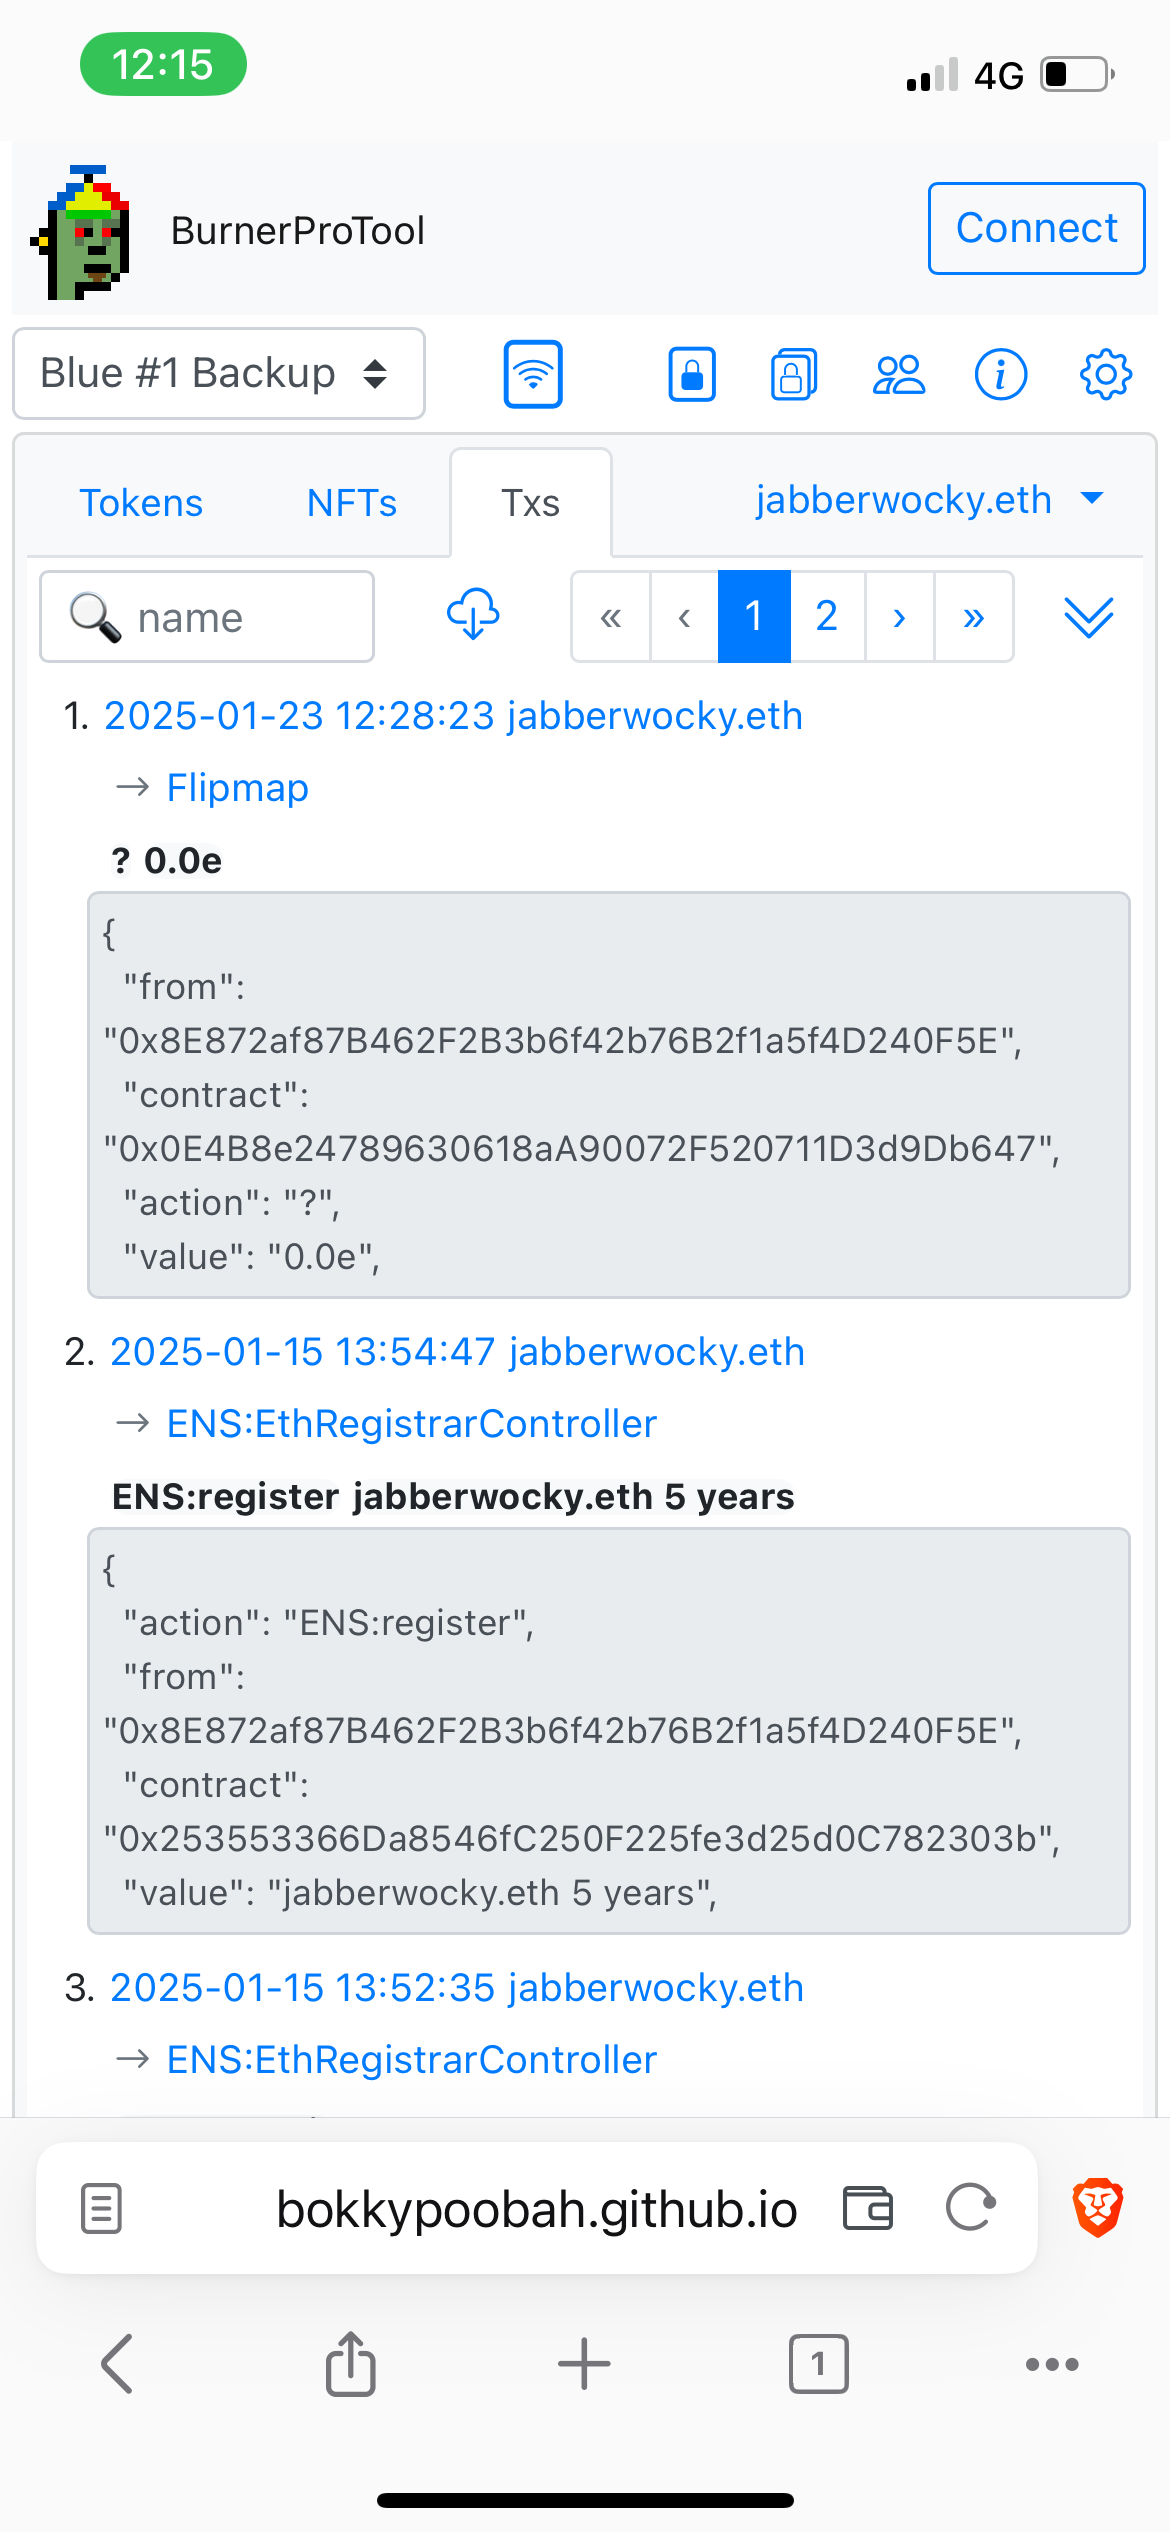 12:15
4G
BurnerProTool
Connect
Blue #1 Backup
Tokens
NFTs
Txs
jabberwocky.eth
name
«
‹
1
2
›
»
1. 2025-01-23 12:28:23 jabberwocky.eth
→ Flipmap
? 0.0e
{
"from":
"0x8E872af87B462F2B3b6f42b76B2f1a5f4D240F5E",
"contract":
"0x0E4B8e24789630618aA90072F520711D3d9Db647",
"action": "?",
"value": "0.0e",
2. 2025-01-15 13:54:47 jabberwocky.eth
→ ENS:EthRegistrarController
ENS:register jabberwocky.eth 5 years
{
"action": "ENS:register",
"from":
"0x8E872af87B462F2B3b6f42b76B2f1a5f4D240F5E",
"contract":
"0x253553366Da8546fC250F225fe3d25d0C782303b",
"value": "jabberwocky.eth 5 years",
3. 2025-01-15 13:52:35 jabberwocky.eth
→ ENS:EthRegistrarController
bokkypoobah.github.io
1